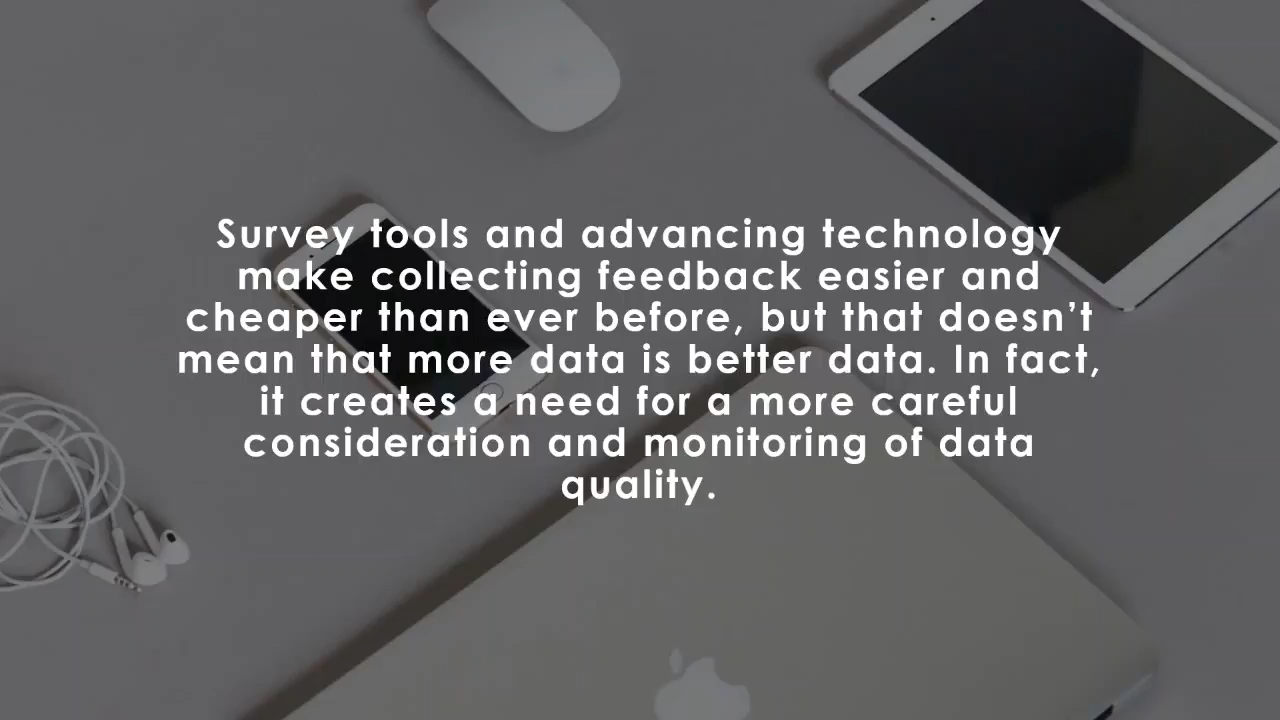 Survey tools and advancing technology
make collecting feedback easier and
cheaper than ever before, but that doesn’t
mean that more data is better data. In fact,
it creates a need for a more careful
consideration and monitoring of data
quality.